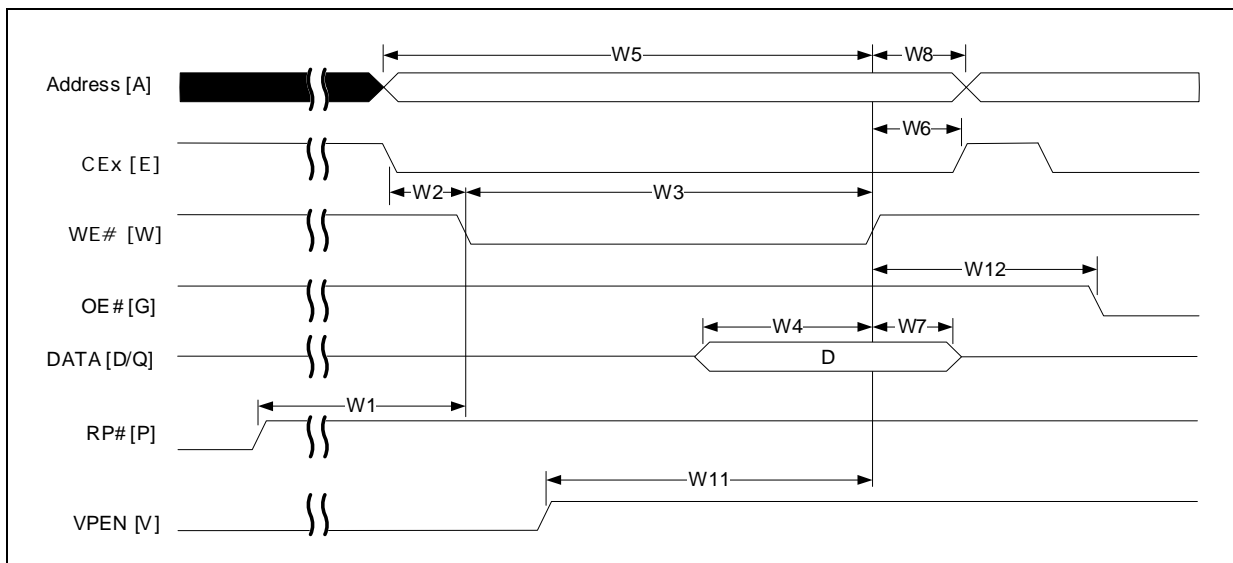 W5
W8
Address [A]
W6
CEx [E]
W2
W3
WE# [W]
W12
OE# [G]
W4
W7
DATA [D/Q]
D
W1
RP# [P]
W11
VPEN [V]